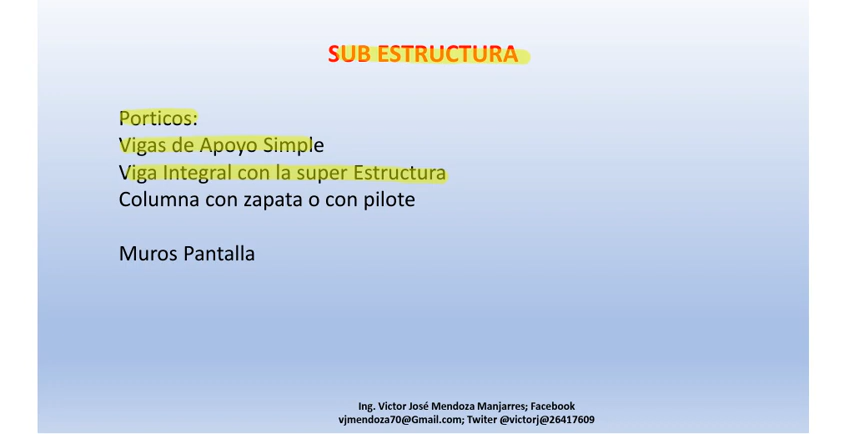 SUB ESTRUCTURA
Porticos:
Vigas de Apoyo Simple
Viga Integral con la super Estructura
Columna con zapata o con pilote
Muros Pantalla
Ing. Victor José Mendoza Manjarres; Facebook
vjmendoza70@Gmail.com; Twiter @victorj@26417609